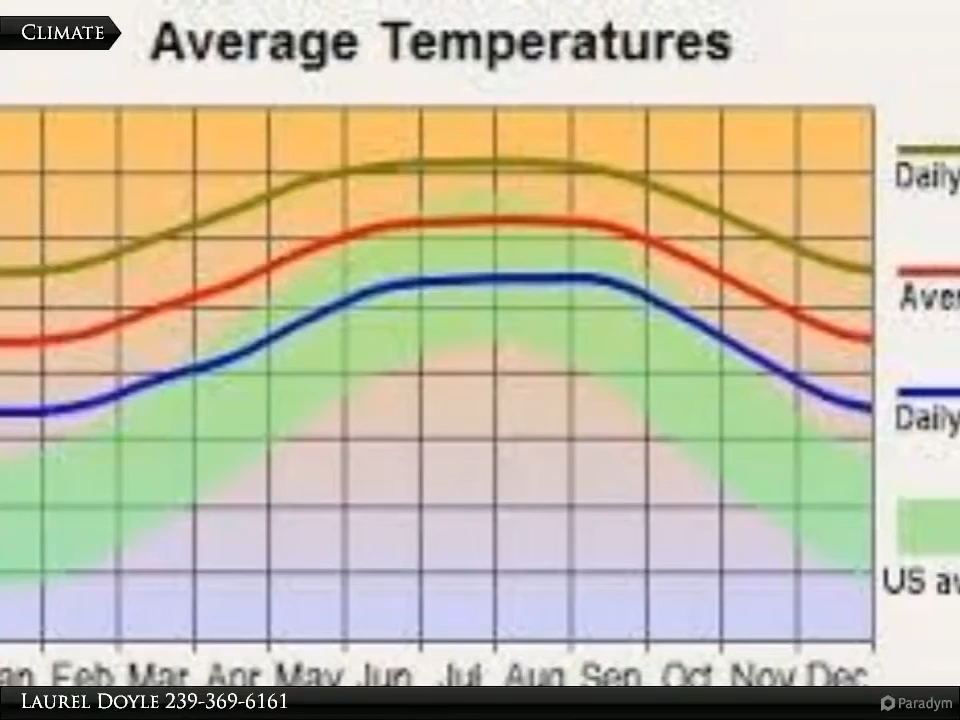 Climate
Average Temperatures
Daily
Feb Mar Apr May Jun Jul Aug Sep Oct Nov Dec
Daily
US
Laurel Doyle 239-369-6161
Paradym